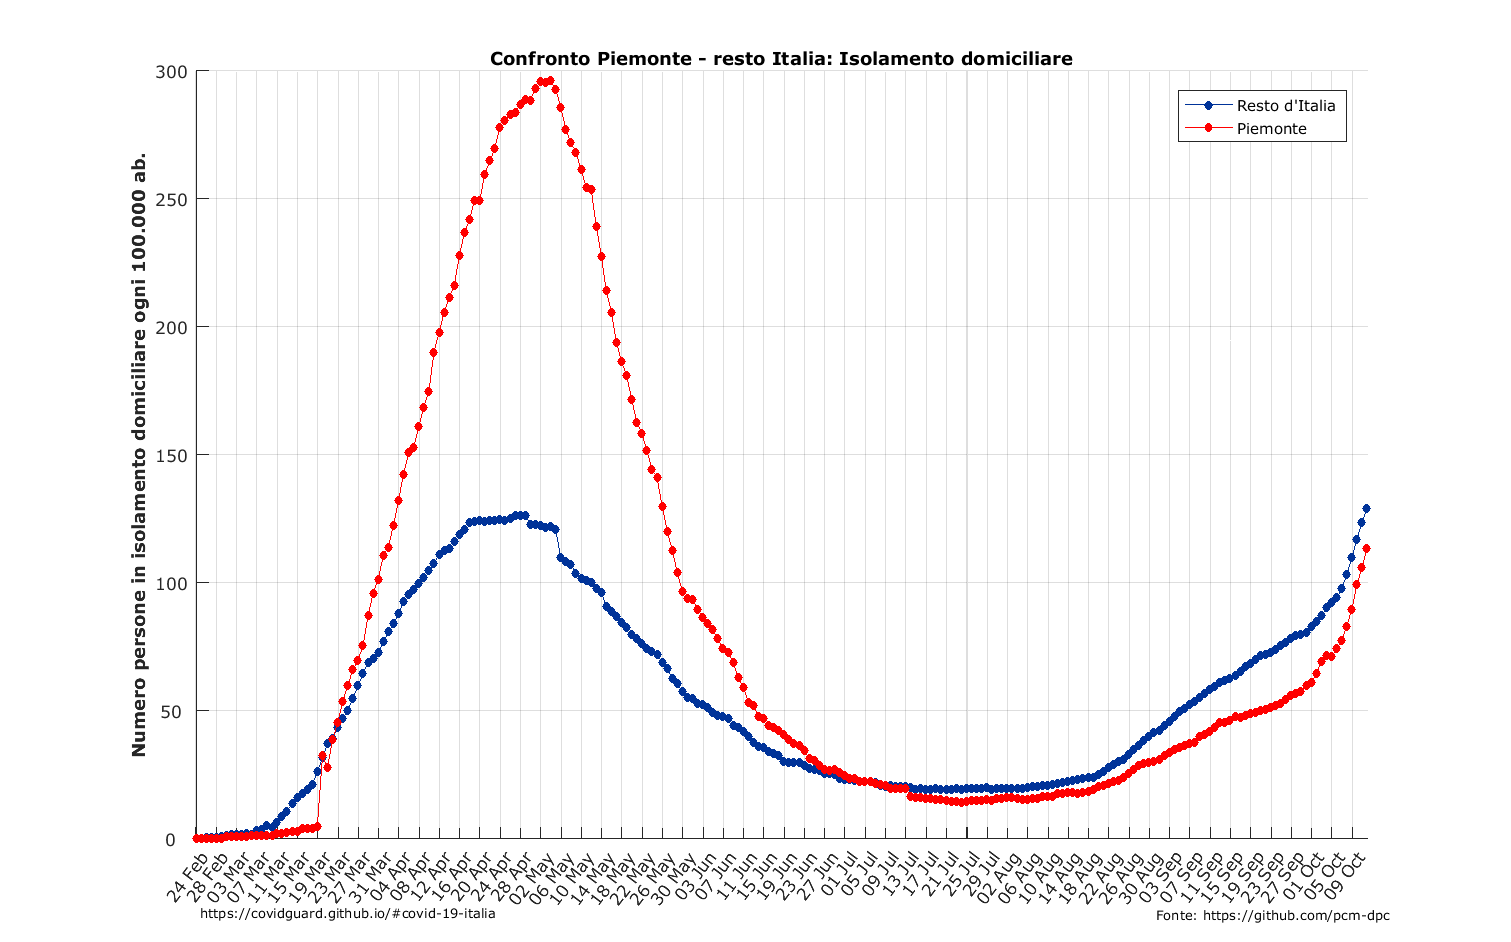 Confronto Piemonte - resto Italia: Isolamento domiciliare
Numero persone in isolamento domiciliare ogni 100.000 ab.
300
250
200
150
100
50
0
Resto d'Italia
Piemonte
24 Feb
28 Feb
03 Mar
07 Mar
11 Mar
15 Mar
19 Mar
23 Mar
27 Mar
31 Mar
04 Apr
08 Apr
12 Apr
16 Apr
20 Apr
24 Apr
28 Apr
02 May
06 May
10 May
14 May
18 May
22 May
26 May
30 May
03 Jun
07 Jun
11 Jun
15 Jun
19 Jun
23 Jun
27 Jun
01 Jul
05 Jul
09 Jul
13 Jul
17 Jul
21 Jul
25 Jul
29 Jul
02 Aug
06 Aug
10 Aug
14 Aug
18 Aug
22 Aug
26 Aug
30 Aug
03 Sep
07 Sep
11 Sep
15 Sep
19 Sep
23 Sep
27 Sep
01 Oct
05 Oct
09 Oct
https://covidguard.github.io/#covid-19-italia
Fonte: https://github.com/pcm-dpc